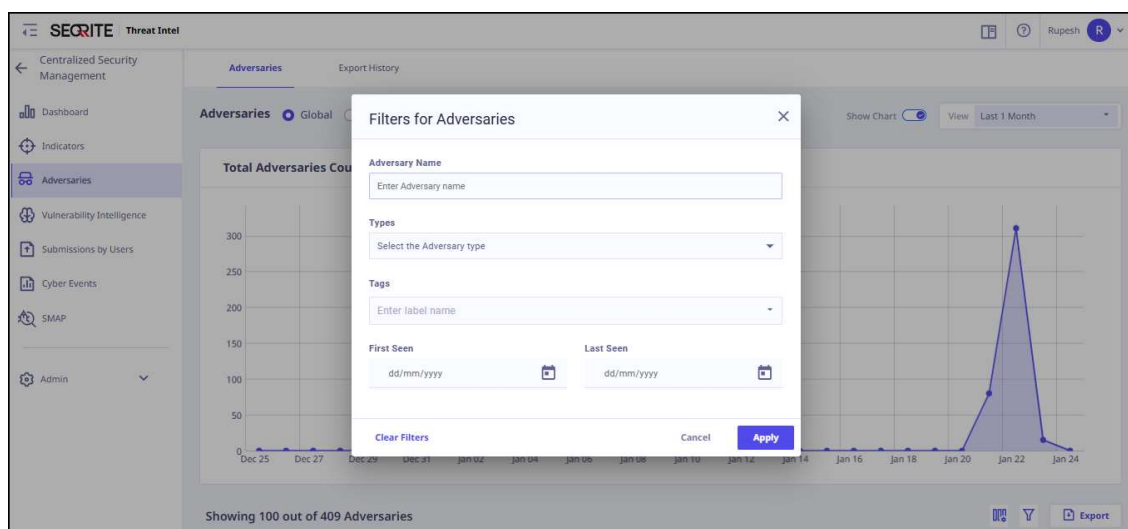 SEQRITE Threat Intel
Rupesh R
Centralized Security
Management
Adversaries Export History
Dashboard
Indicators
Adversaries
Vulnerability Intelligence
Submissions by Users
Cyber Events
SMAP
Admin
Adversaries Global
Show Chart View Last 1 Month
Total Adversaries Cou
300
250
200
150
100
50
0
Dec 25 Dec 27 Dec 29 Dec 31 Jan 02 Jan 04 Jan 06 Jan 08 Jan 10 Jan 12 Jan 14 Jan 16 Jan 18 Jan 20 Jan 22 Jan 24
Filters for Adversaries
Adversary Name
Enter Adversary name
Types
Select the Adversary type
Tags
Enter label name
First Seen Last Seen
dd/mm/yyyy dd/mm/yyyy
Clear Filters Cancel Apply
Showing 100 out of 409 Adversaries
Export